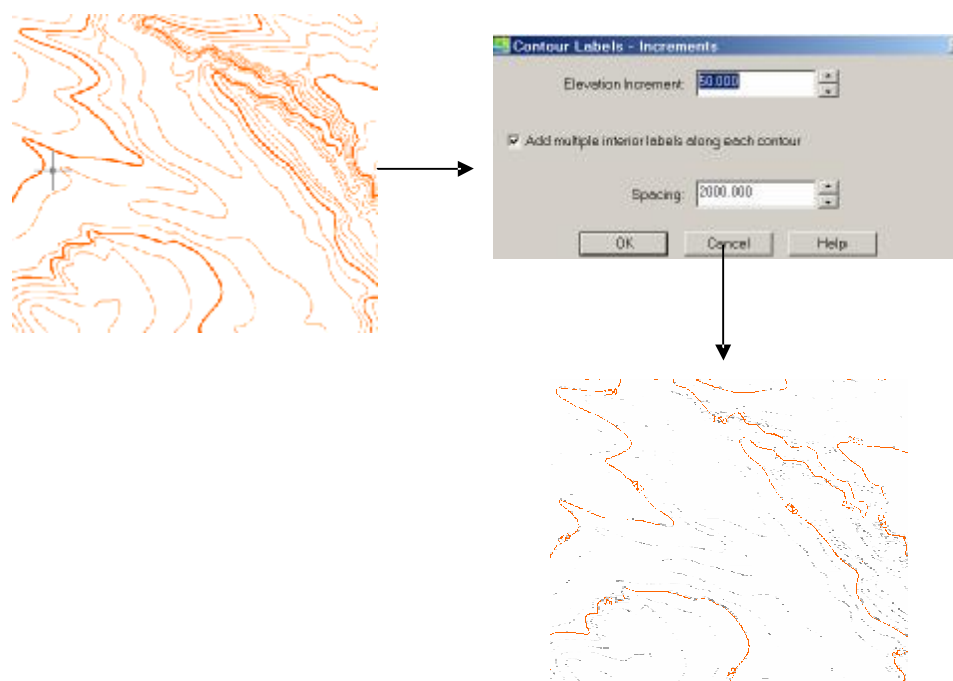 Contour Labels - Increments
Elevation Increment: 50.000
Add multiple interior labels along each contour
Spacing: 2000.000
OK Cancel Help